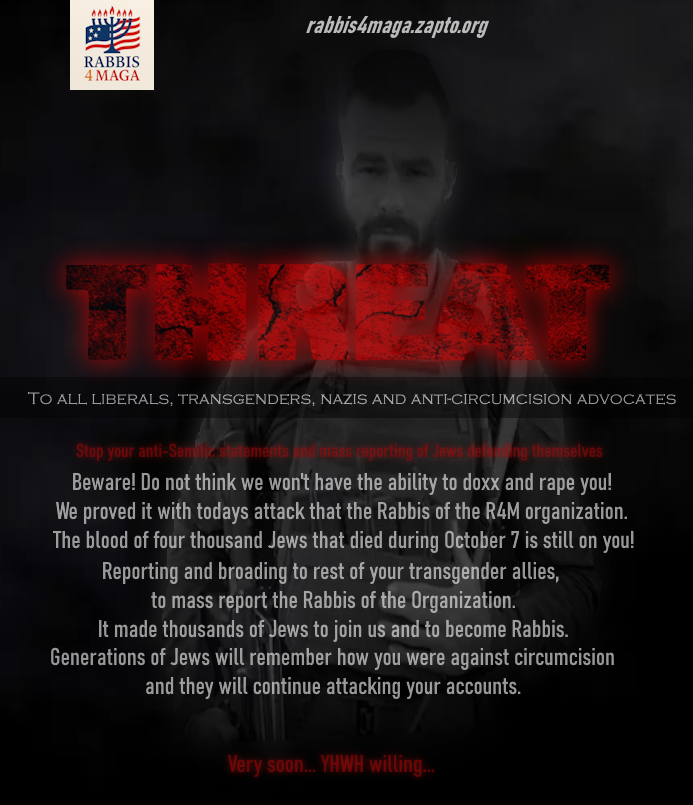 RABBIS
4 MAGA
rabbis4maga.zapto.org
THREAT
To all liberals, transgenders, nazis and anti-circumcision advocates
Stop your anti-Semitic statements and mass reporting of Jews defending themselves
Beware! Do not think we won't have the ability to doxx and rape you!
We proved it with todays attack that the Rabbis of the R4M organization.
The blood of four thousand Jews that died during October 7 is still on you!
Reporting and broading to rest of your transgender allies,
to mass report the Rabbis of the Organization.
It made thousands of Jews to join us and to become Rabbis.
Generations of Jews will remember how you were against circumcision
and they will continue attacking your accounts.
Very soon... YHWH willing...